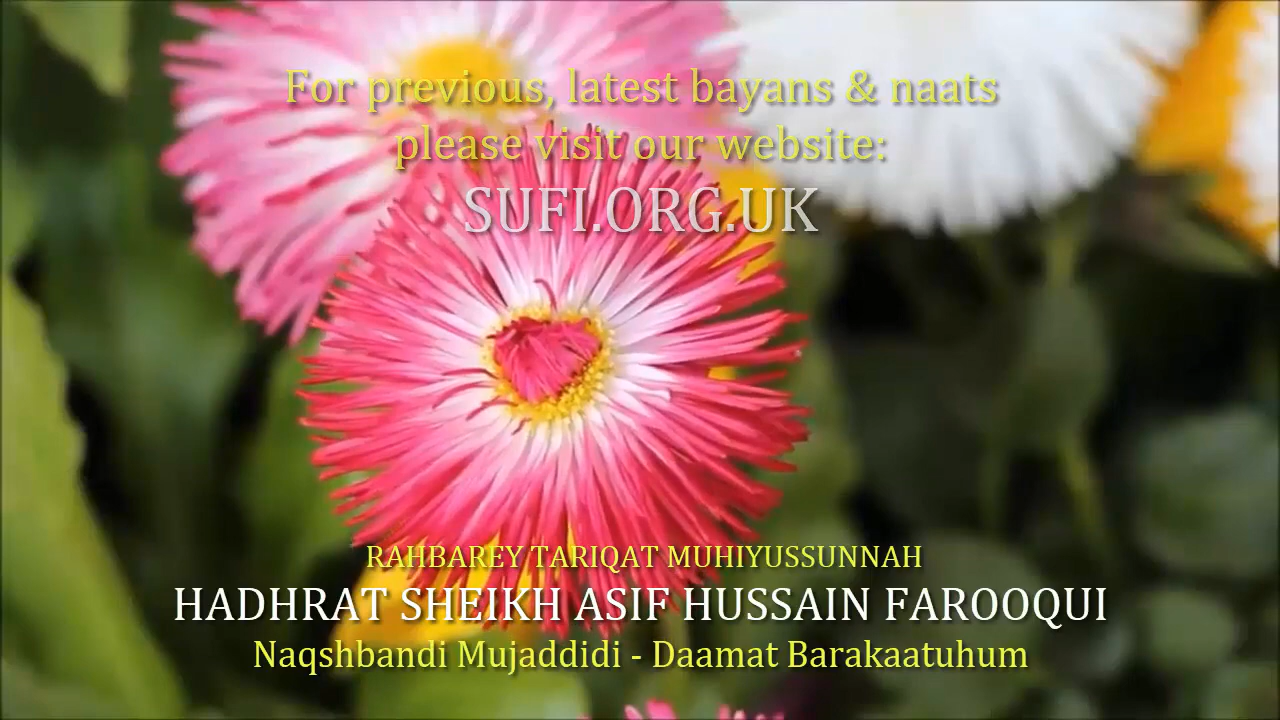 For previous, latest bayans & naats
please visit our website:
SUFI.ORG.UK
RAHBAREY TARIQAT MUHIYUSSUNNAH
HADHRAT SHEIKH ASIF HUSSAIN FAROOQUI
Naqshbandi Mujaddidi - Daamat Barakaatuhum